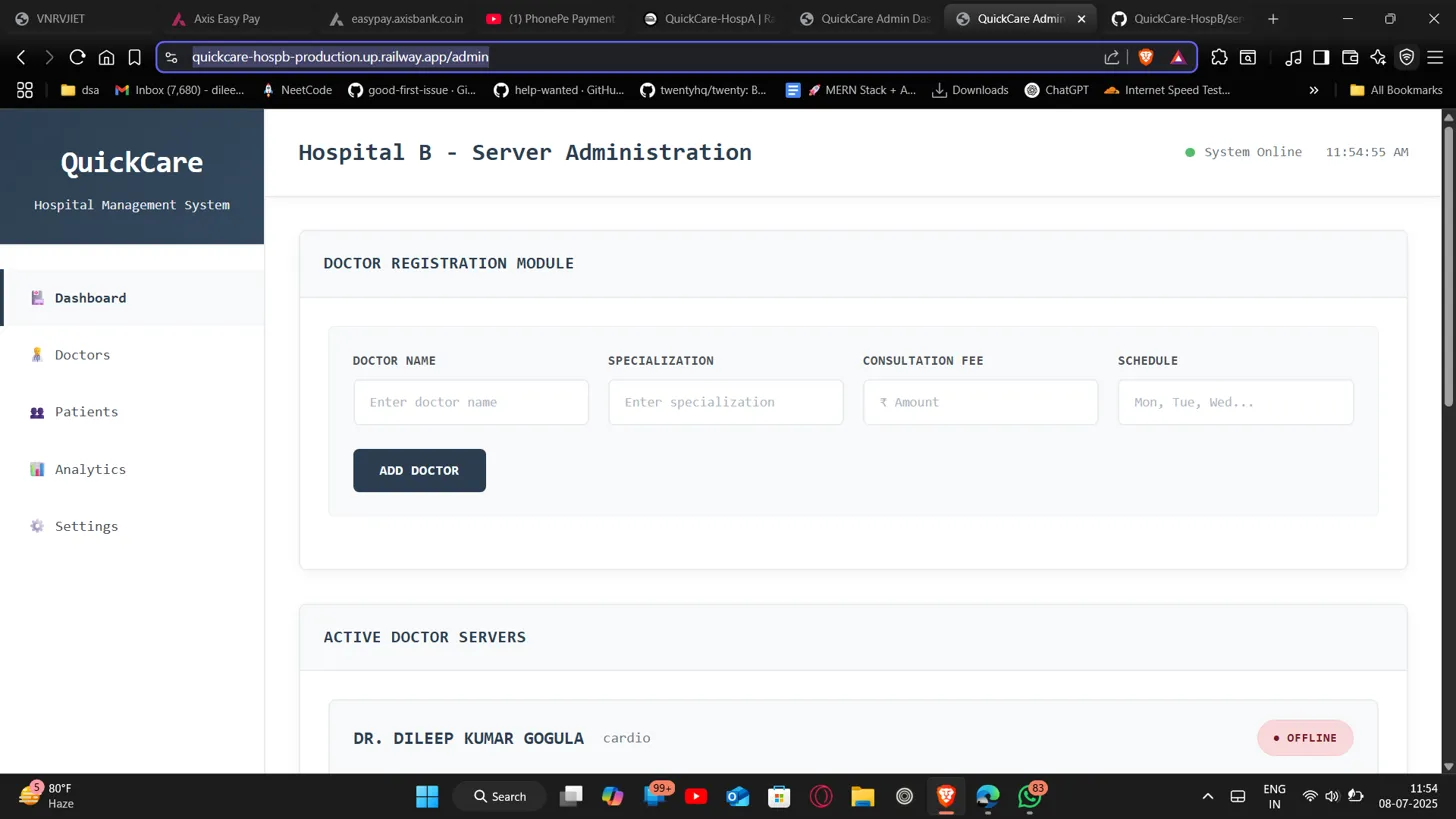 VNRVJIET
Axis Easy Pay
easypay.axisbank.co.in
(1) PhonePe Payment
QuickCare-HospA | Ra
QuickCare Admin Das
QuickCare Admin
QuickCare-HospB/ser
quickcare-hospb-production.up.railway.app/admin
dsa
Inbox (7,680) - dilee...
NeetCode
good-first-issue · Gi...
help-wanted · GitHu...
twentyhq/twenty: B...
🚀 MERN Stack + A...
Downloads
ChatGPT
Internet Speed Test...
»
All Bookmarks
QuickCare
Hospital Management System
Dashboard
Doctors
Patients
Analytics
Settings
Hospital B - Server Administration
System Online
11:54:55 AM
DOCTOR REGISTRATION MODULE
DOCTOR NAME
SPECIALIZATION
CONSULTATION FEE
SCHEDULE
Enter doctor name
Enter specialization
₹ Amount
Mon, Tue, Wed...
ADD DOCTOR
ACTIVE DOCTOR SERVERS
DR. DILEEP KUMAR GOGULA
cardio
● OFFLINE
5
80°F
Haze
Search
99+
83
ENG
IN
11:54
08-07-2025